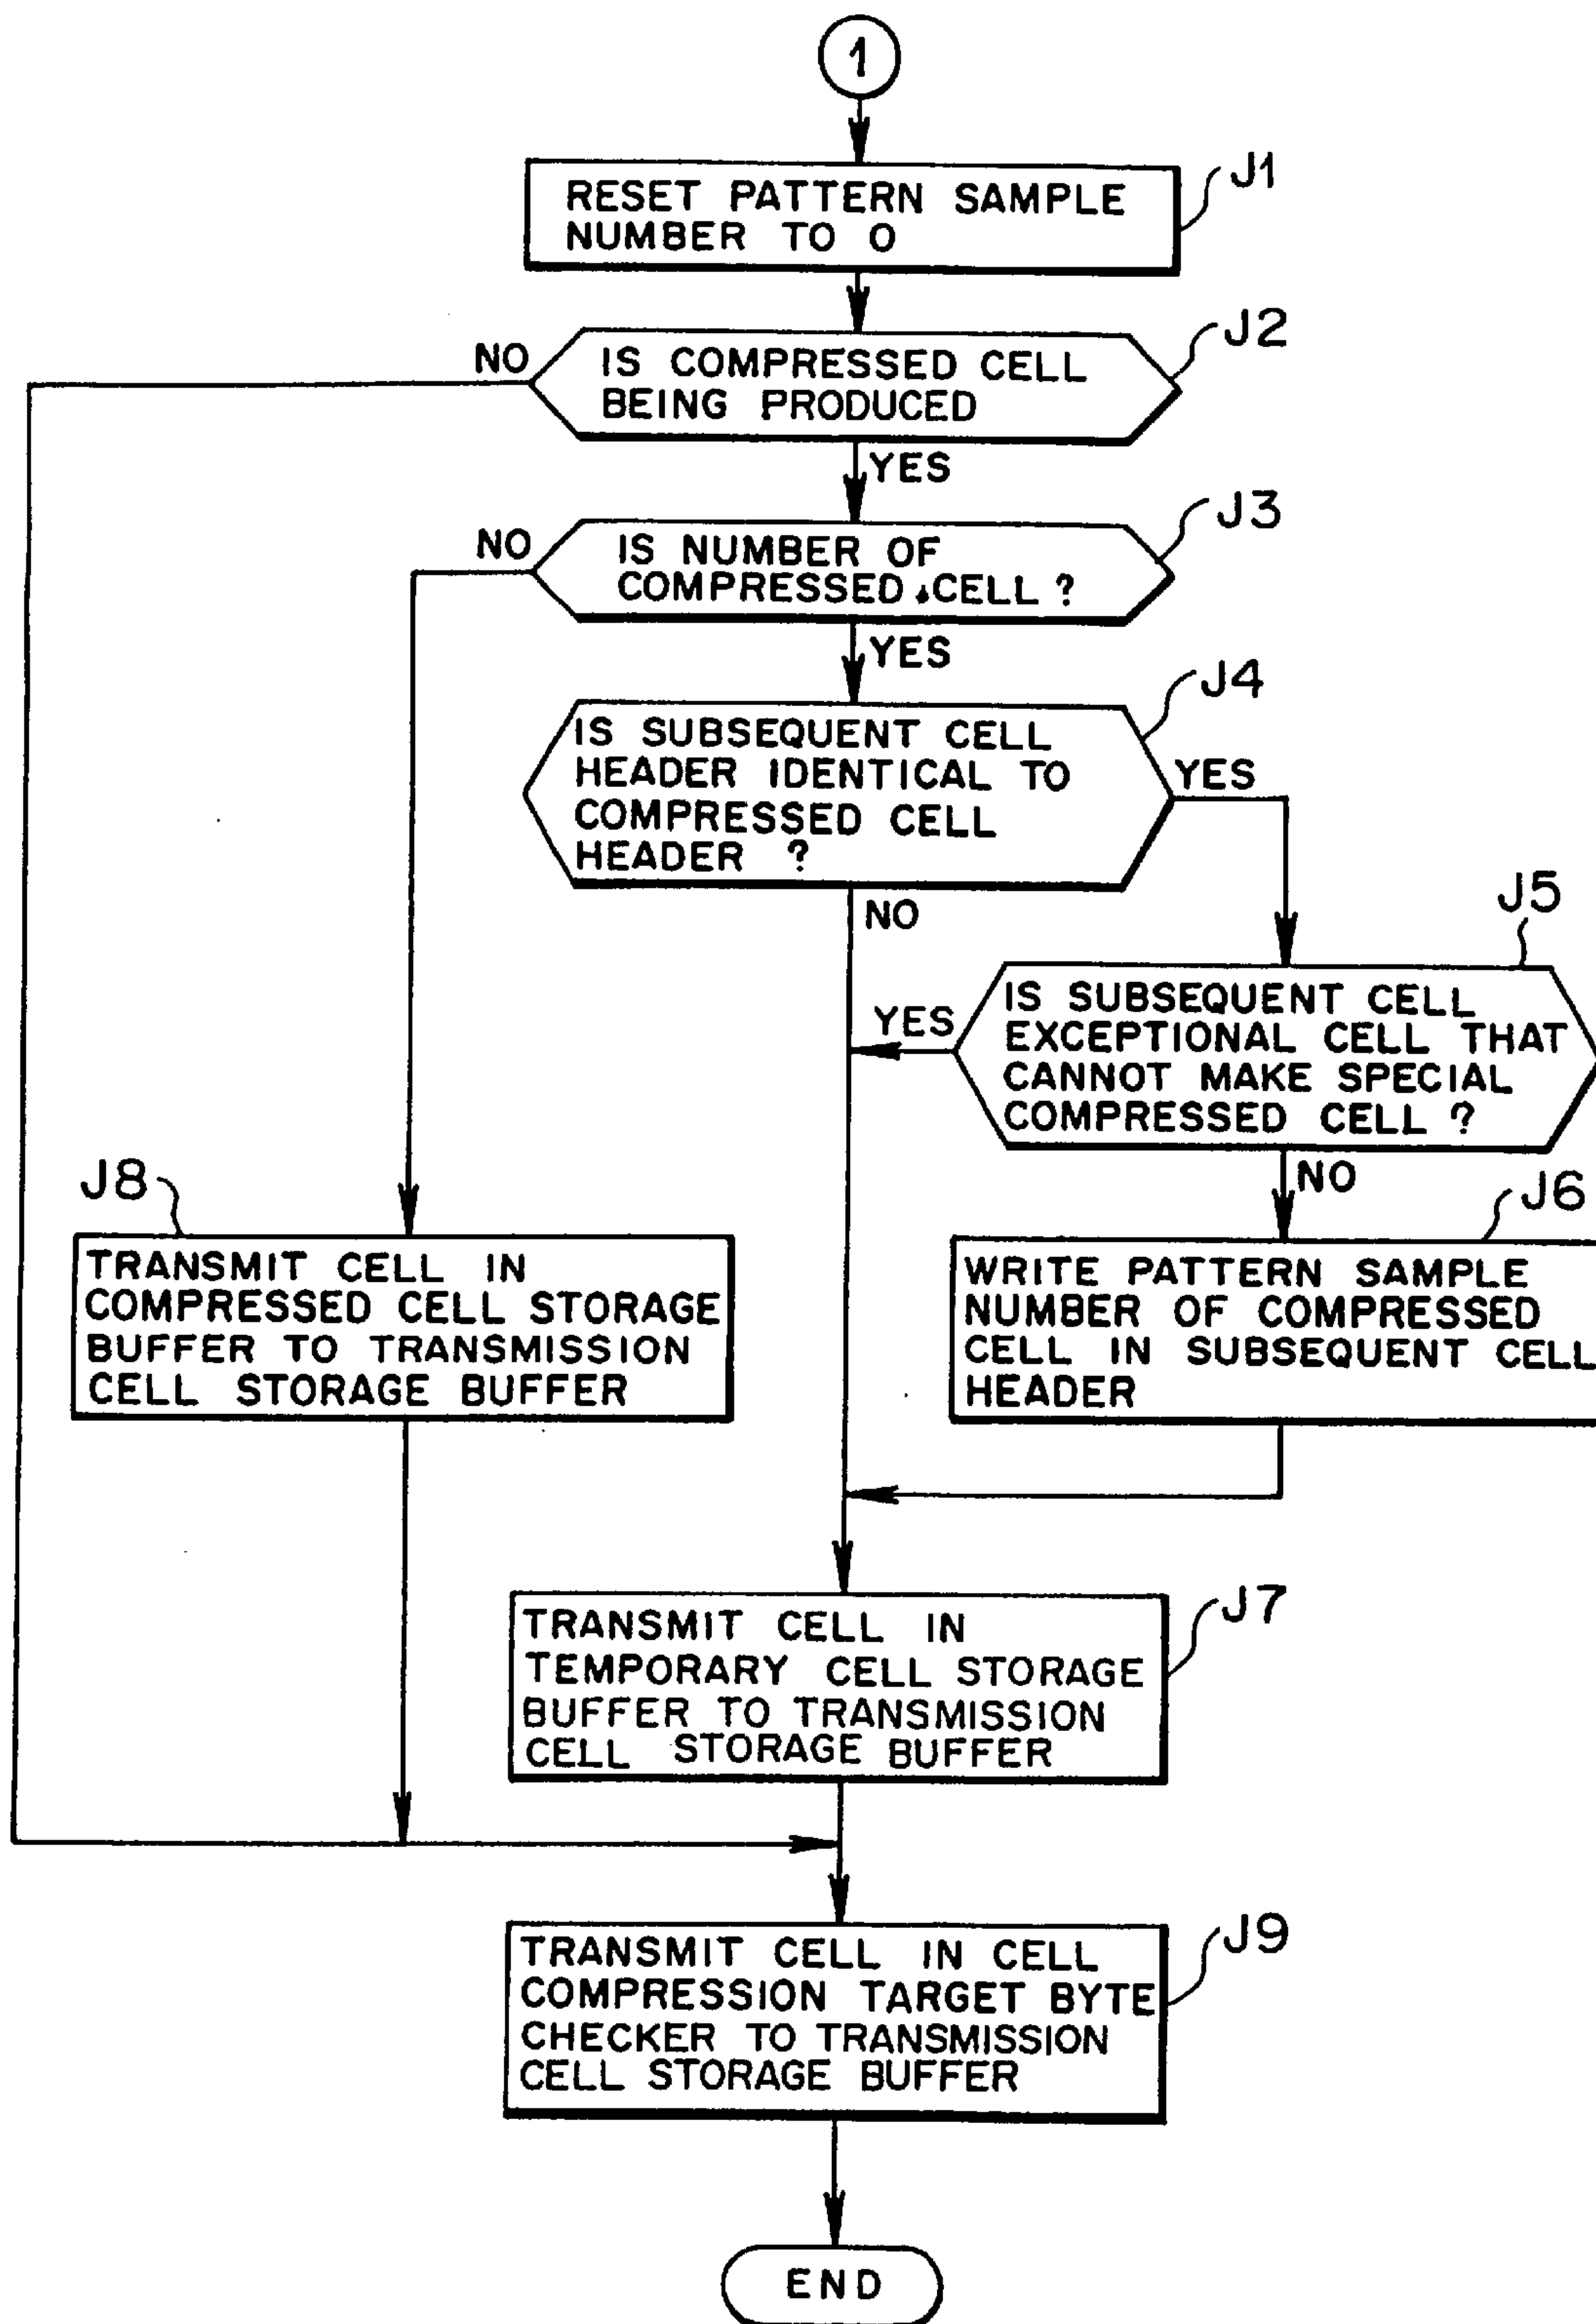 1
RESET PATTERN SAMPLE
NUMBER TO 0
J1
NO
IS COMPRESSED CELL
BEING PRODUCED
J2
YES
NO
IS NUMBER OF
COMPRESSED CELL ?
J3
YES
IS SUBSEQUENT CELL
HEADER IDENTICAL TO
COMPRESSED CELL
HEADER ?
J4
YES
NO
J5
IS SUBSEQUENT CELL
EXCEPTIONAL CELL THAT
CANNOT MAKE SPECIAL
COMPRESSED CELL ?
YES
NO
J8
TRANSMIT CELL IN
COMPRESSED CELL STORAGE
BUFFER TO TRANSMISSION
CELL STORAGE BUFFER
J6
WRITE PATTERN SAMPLE
NUMBER OF COMPRESSED
CELL IN SUBSEQUENT CELL
HEADER
TRANSMIT CELL IN
TEMPORARY CELL STORAGE
BUFFER TO TRANSMISSION
CELL STORAGE BUFFER
J7
TRANSMIT CELL IN CELL
COMPRESSION TARGET BYTE
CHECKER TO TRANSMISSION
CELL STORAGE BUFFER
J9
END